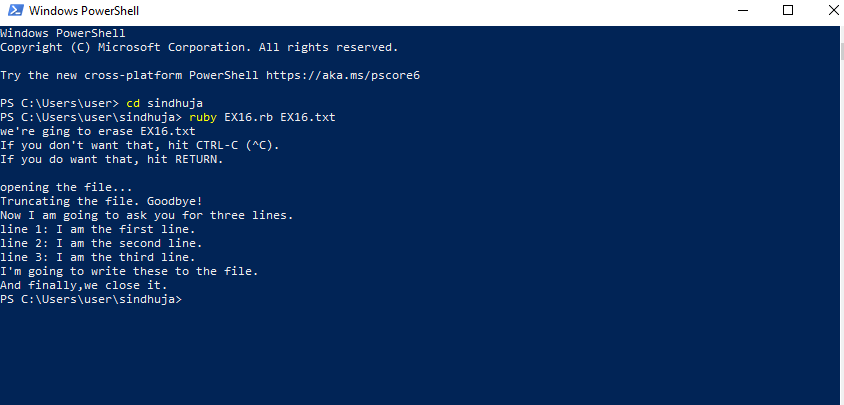 Windows PowerShell
Windows PowerShell
Copyright (C) Microsoft Corporation. All rights reserved.
Try the new cross-platform PowerShell https://aka.ms/pscore6
PS C:\Users\user> cd sindhuja
PS C:\Users\user\sindhuja> ruby EX16.rb EX16.txt
we're ging to erase EX16.txt
If you don't want that, hit CTRL-C (^C).
If you do want that, hit RETURN.
opening the file...
Truncating the file. Goodbye!
Now I am going to ask you for three lines.
line 1: I am the first line.
line 2: I am the second line.
line 3: I am the third line.
I'm going to write these to the file.
And finally,we close it.
PS C:\Users\user\sindhuja>